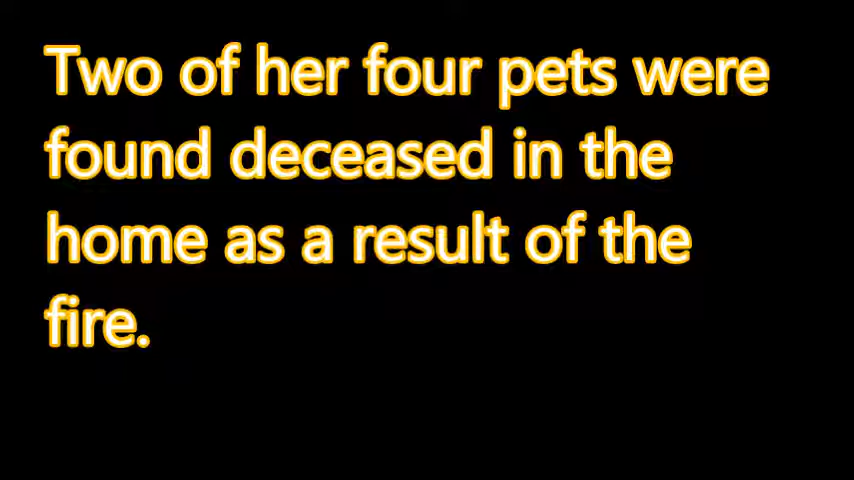 Two of her four pets were
found deceased in the
home as a result of the
fire.